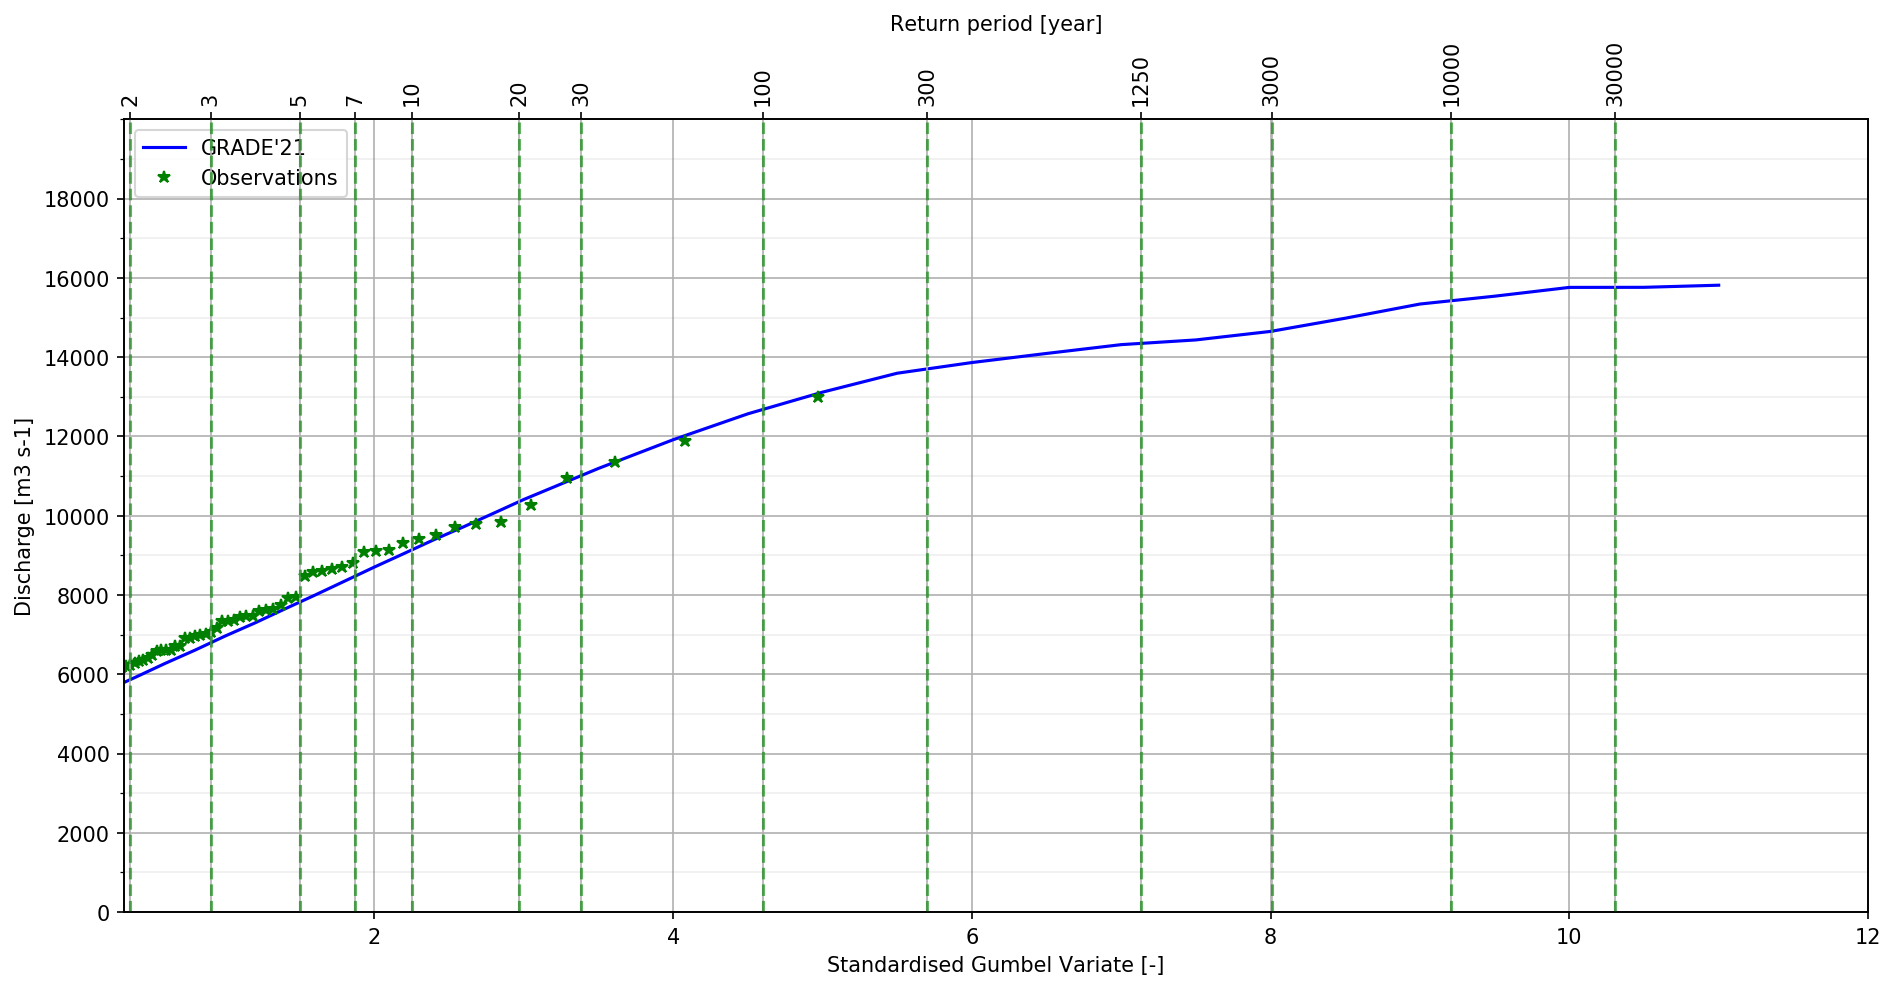 Return period [year]
2 3 5 7 10 20 30 100 300 1250 3000 10000 30000
GRADE'21
Observations
18000
16000
14000
12000
10000
8000
6000
4000
2000
0
Discharge [m3 s-1]
2 4 6 8 10 12
Standardised Gumbel Variate [-]